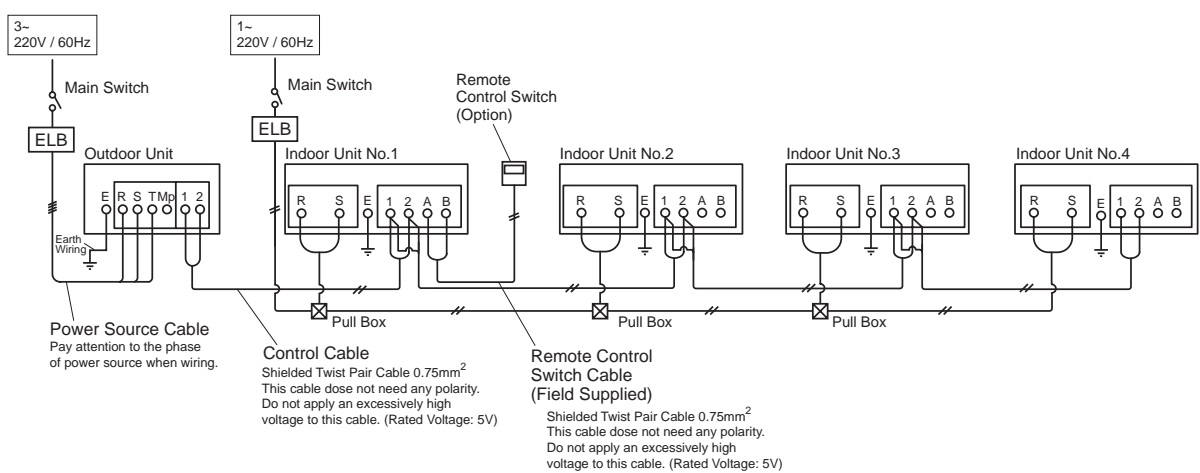 3~
220V / 60Hz
1~
220V / 60Hz
Main Switch
Main Switch
Remote
Control Switch
(Option)
ELB
ELB
Outdoor Unit
Indoor Unit No.1
Indoor Unit No.2
Indoor Unit No.3
Indoor Unit No.4
E R S T Mp 1 2
R S E 1 2 A B
R S E 1 2 A B
R S E 1 2 A B
R S E 1 2 A B
Earth
Wiring
Pull Box
Pull Box
Pull Box
Power Source Cable
Pay attention to the phase
of power source when wiring.
Control Cable
Shielded Twist Pair Cable 0.75mm2
This cable dose not need any polarity.
Do not apply an excessively high
voltage to this cable. (Rated Voltage: 5V)
Remote Control
Switch Cable
(Field Supplied)
Shielded Twist Pair Cable 0.75mm2
This cable dose not need any polarity.
Do not apply an excessively high
voltage to this cable. (Rated Voltage: 5V)